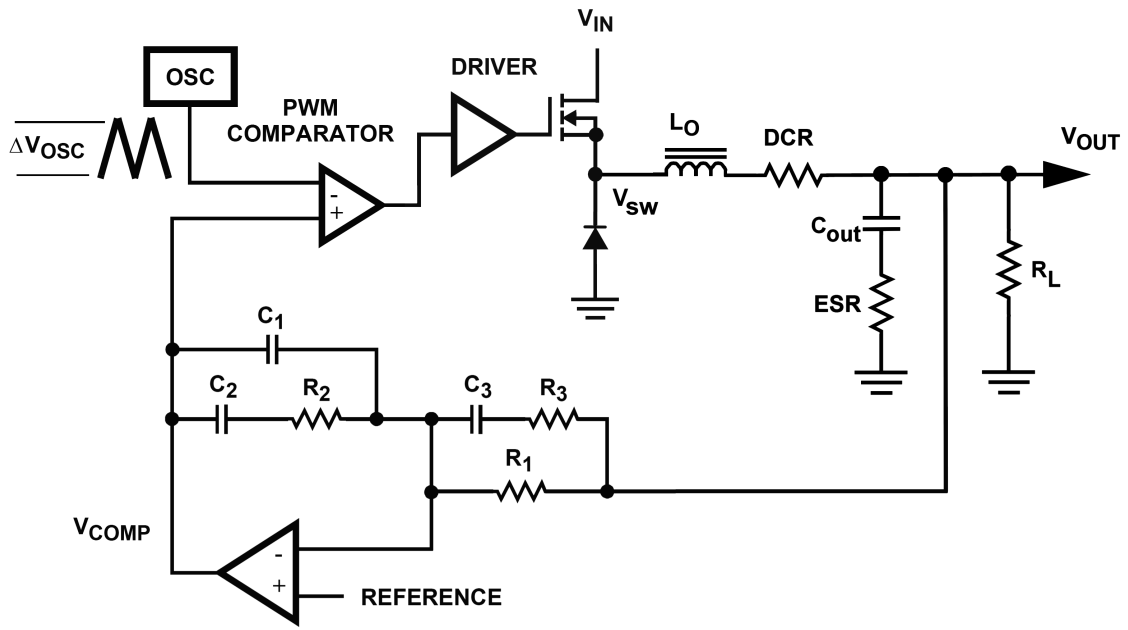 V_IN
OSC
DRIVER
PWM
COMPARATOR
ΔV_OSC
L_O
DCR
V_OUT
-
+
V_sw
C_out
R_L
ESR
C_1
C_2
R_2
C_3
R_3
R_1
V_COMP
-
+
REFERENCE